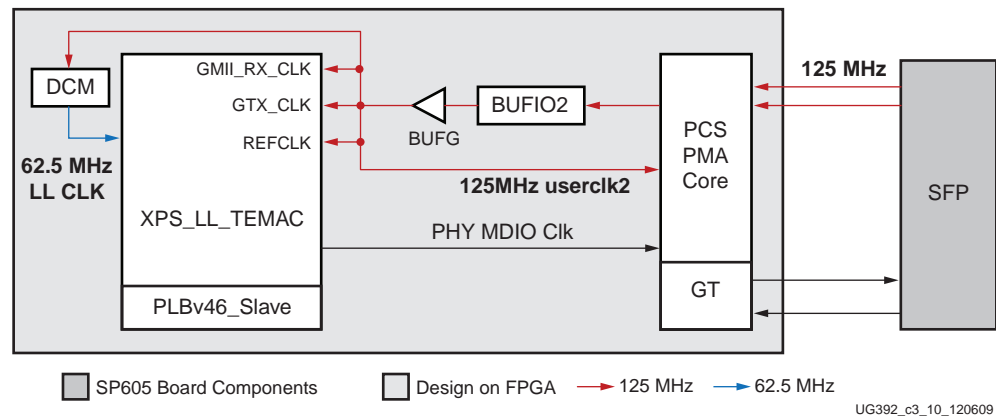 125 MHz
GMII_RX_CLK
DCM
GTX_CLK
BUFIO2
BUFG
PCS
PMA
Core
REFCLK
62.5 MHz
LL CLK
125MHz userclk2
SFP
XPS_LL_TEMAC
PHY MDIO Clk
GT
PLBv46_Slave
SP605 Board Components
Design on FPGA
125 MHz
62.5 MHz
UG392_c3_10_120609